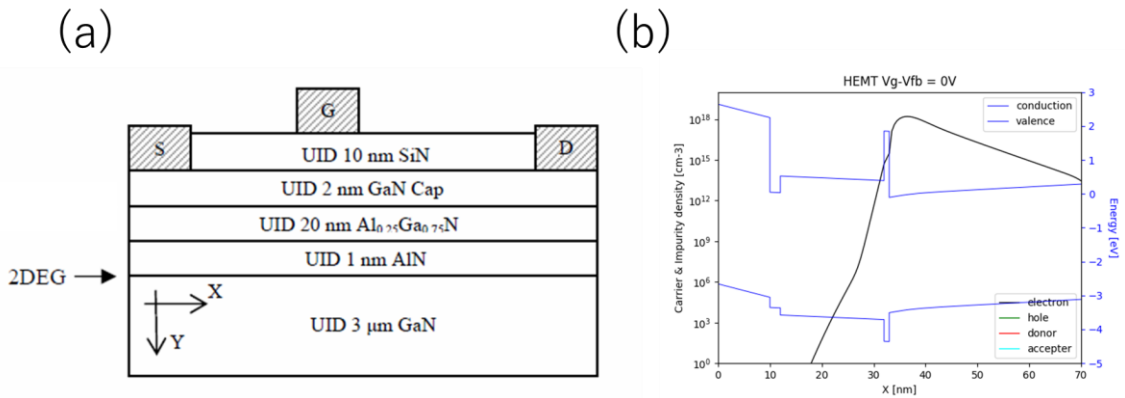 (a)
G
S
D
UID 10 nm SiN
UID 2 nm GaN Cap
UID 20 nm Al0.25Ga0.75N
UID 1 nm AlN
2DEG
X
Y
UID 3 μm GaN
(b)
HEMT Vg-Vfb = 0V
conduction
valence
10^18
10^15
10^12
10^9
10^6
10^3
10^0
Carrier & Impurity density [cm-3]
3
2
1
0
−1
−2
−3
−4
−5
Energy [eV]
electron
hole
donor
accepter
0
10
20
30
40
50
60
70
X [nm]